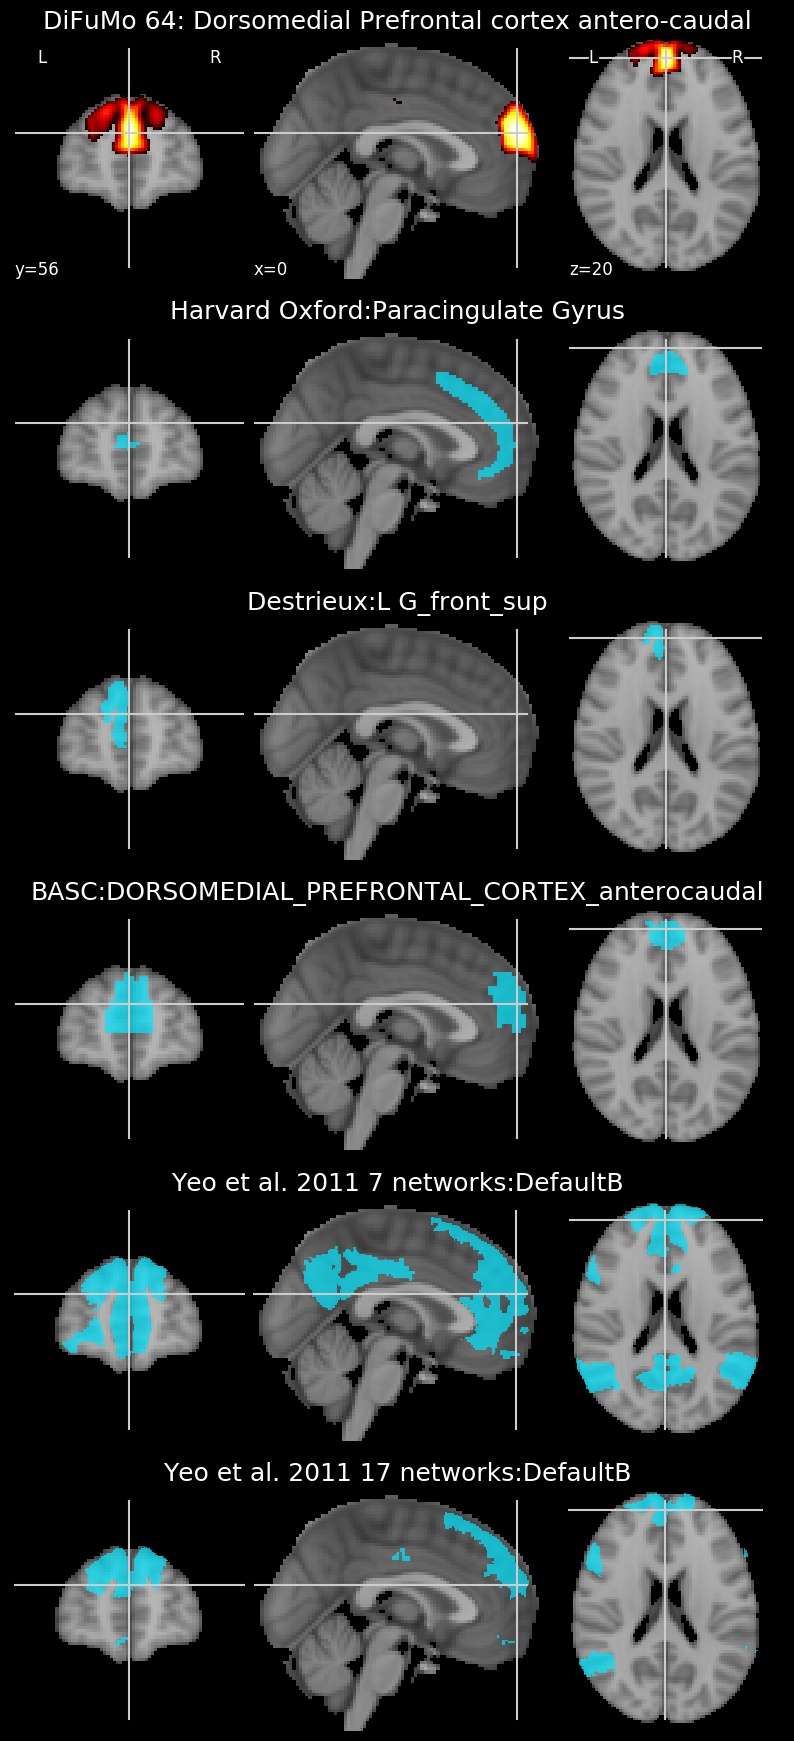 DiFuMo 64: Dorsomedial Prefrontal cortex antero-caudal
L R L R
y=56 x=0 z=20
Harvard Oxford:Paracingulate Gyrus
Destrieux:L G_front_sup
BASC:DORSOMEDIAL_PREFRONTAL_CORTEX_anterocaudal
Yeo et al. 2011 7 networks:DefaultB
Yeo et al. 2011 17 networks:DefaultB